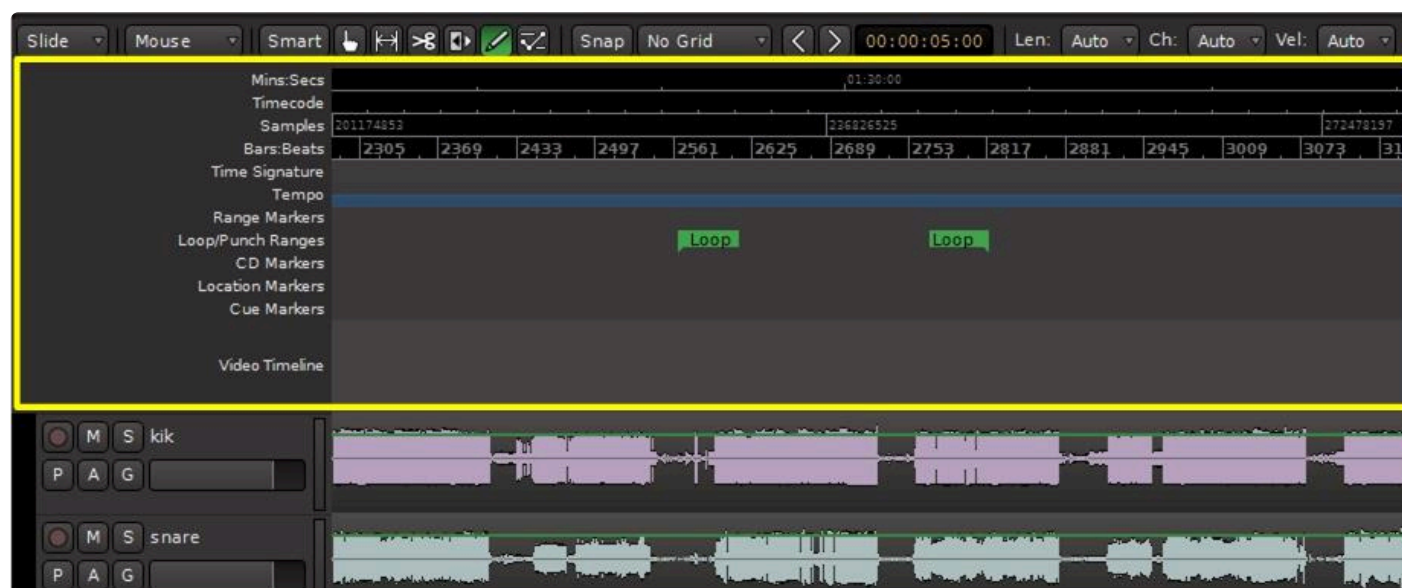 Slide Mouse Smart Snap No Grid 00:00:05:00 Len: Auto Ch: Auto Vel: Auto
Mins:Secs 01:30:00
Timecode
Samples 201174853 236826525 272478197
Bars:Beats 2305 2369 2433 2497 2561 2625 2689 2753 2817 2881 2945 3009 3073 31
Time Signature
Tempo
Range Markers
Loop/Punch Ranges Loop Loop
CD Markers
Location Markers
Cue Markers
Video Timeline
M S kik
P A G
M S snare
P A G